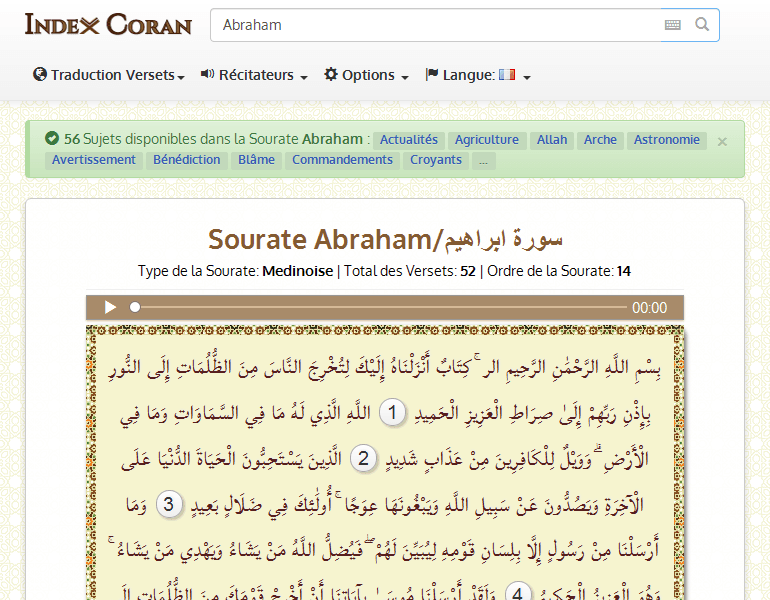 Index Coran
Abraham
Traduction Versets
Récitateurs
Options
Langue:
56 Sujets disponibles dans la Sourate Abraham : Actualités Agriculture Allah Arche Astronomie ×
Avertissement Bénédiction Blâme Commandements Croyants ...
Sourate Abraham/سورة ابراهيم
Type de la Sourate: Medinoise | Total des Versets: 52 | Ordre de la Sourate: 14
00:00
بِسْمِ اللَّهِ الرَّحْمَٰنِ الرَّحِيمِ الر ۚ كِتَابٌ أَنْزَلْنَاهُ إِلَيْكَ لِتُخْرِجَ النَّاسَ مِنَ الظُّلُمَاتِ إِلَى النُّورِ
بِإِذْنِ رَبِّهِمْ إِلَىٰ صِرَاطِ الْعَزِيزِ الْحَمِيدِ 1 اللَّهِ الَّذِي لَهُ مَا فِي السَّمَاوَاتِ وَمَا فِي
الْأَرْضِ ۗ وَوَيْلٌ لِلْكَافِرِينَ مِنْ عَذَابٍ شَدِيدٍ 2 الَّذِينَ يَسْتَحِبُّونَ الْحَيَاةَ الدُّنْيَا عَلَى
الْآخِرَةِ وَيَصُدُّونَ عَنْ سَبِيلِ اللَّهِ وَيَبْغُونَهَا عِوَجًا ۚ أُولَٰئِكَ فِي ضَلَالٍ بَعِيدٍ 3 وَمَا
أَرْسَلْنَا مِنْ رَسُولٍ إِلَّا بِلِسَانِ قَوْمِهِ لِيُبَيِّنَ لَهُمْ ۖ فَيُضِلُّ اللَّهُ مَنْ يَشَاءُ وَيَهْدِي مَنْ يَشَاءُ ۚ
وَهُوَ الْعَزِيزُ الْحَكِيمُ 4 وَلَقَدْ أَرْسَلْنَا مُوسَىٰ بِآيَاتِنَا أَنْ أَخْرِجْ قَوْمَكَ مِنَ الظُّلُمَاتِ إِلَى